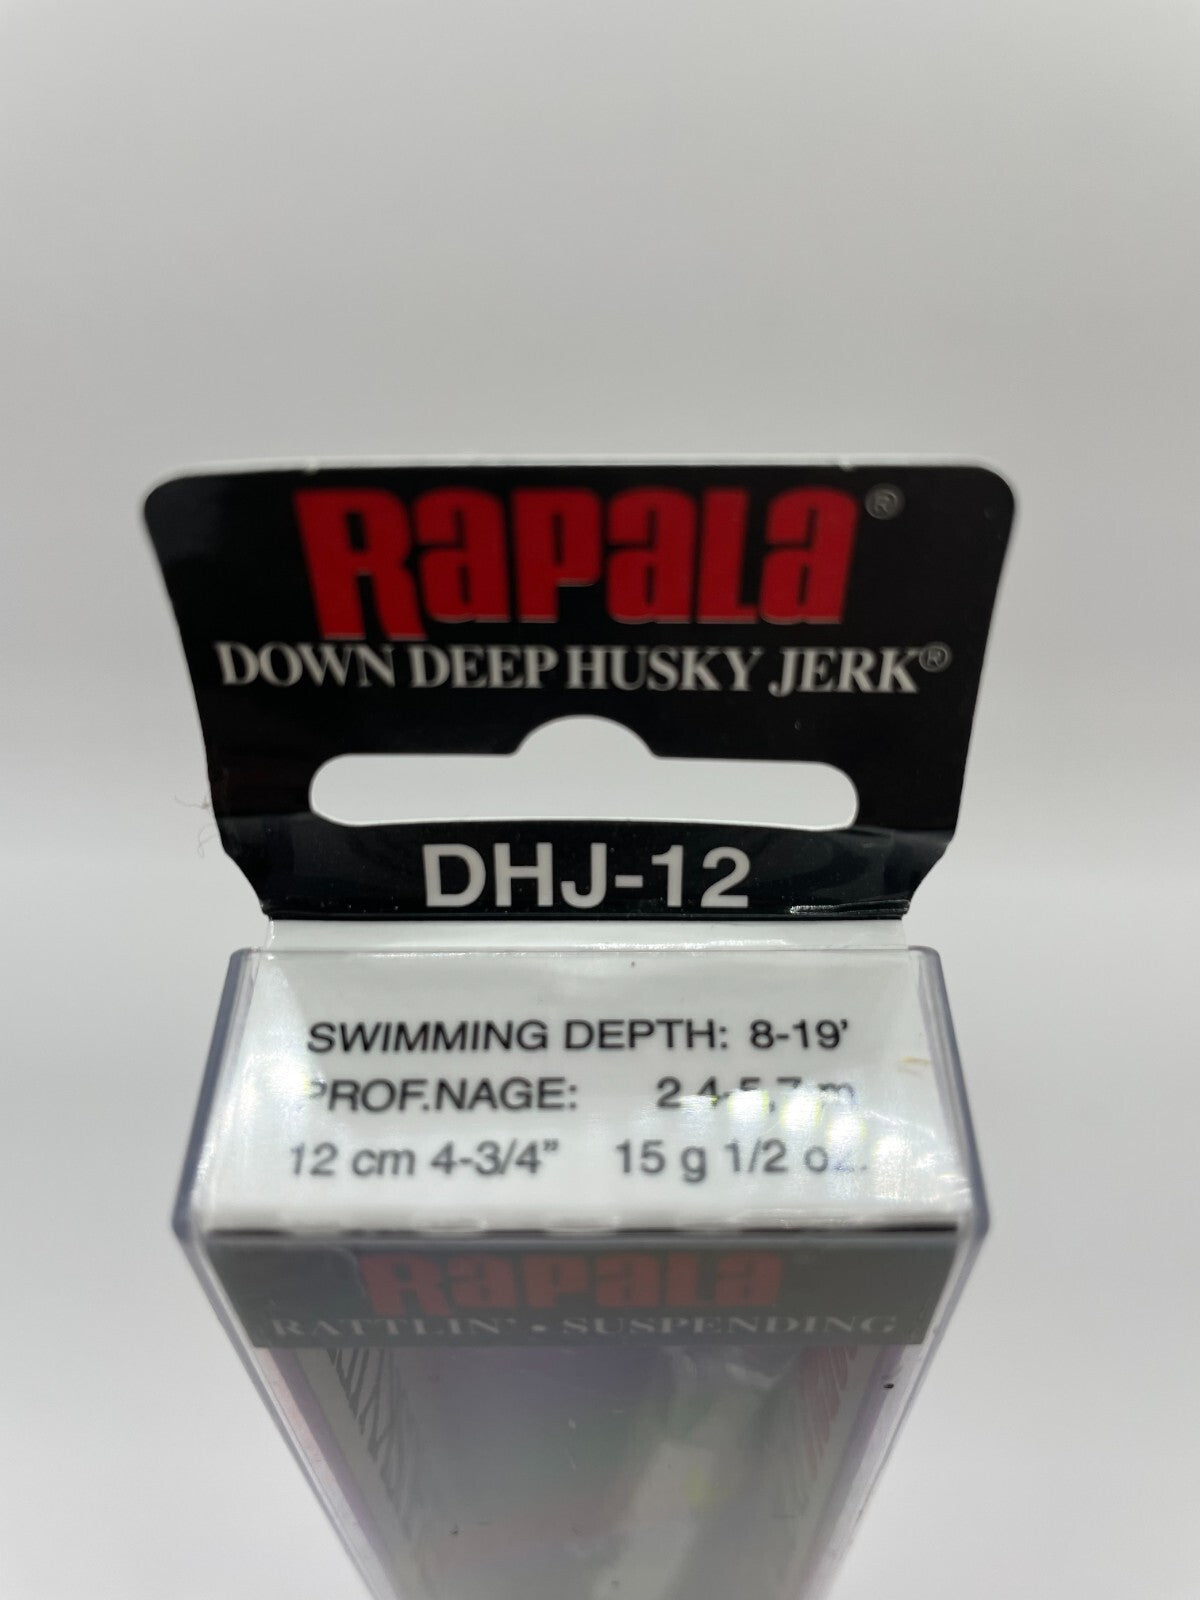 RAPALA®
DOWN DEEP HUSKY JERK®
DHJ-12
SWIMMING DEPTH: 8-19'
PROF.NAGE: 2,4-5,7 m
12 cm 4-3/4" 15 g 1/2 oz.
RAPALA
RATTLIN' • SUSPENDING